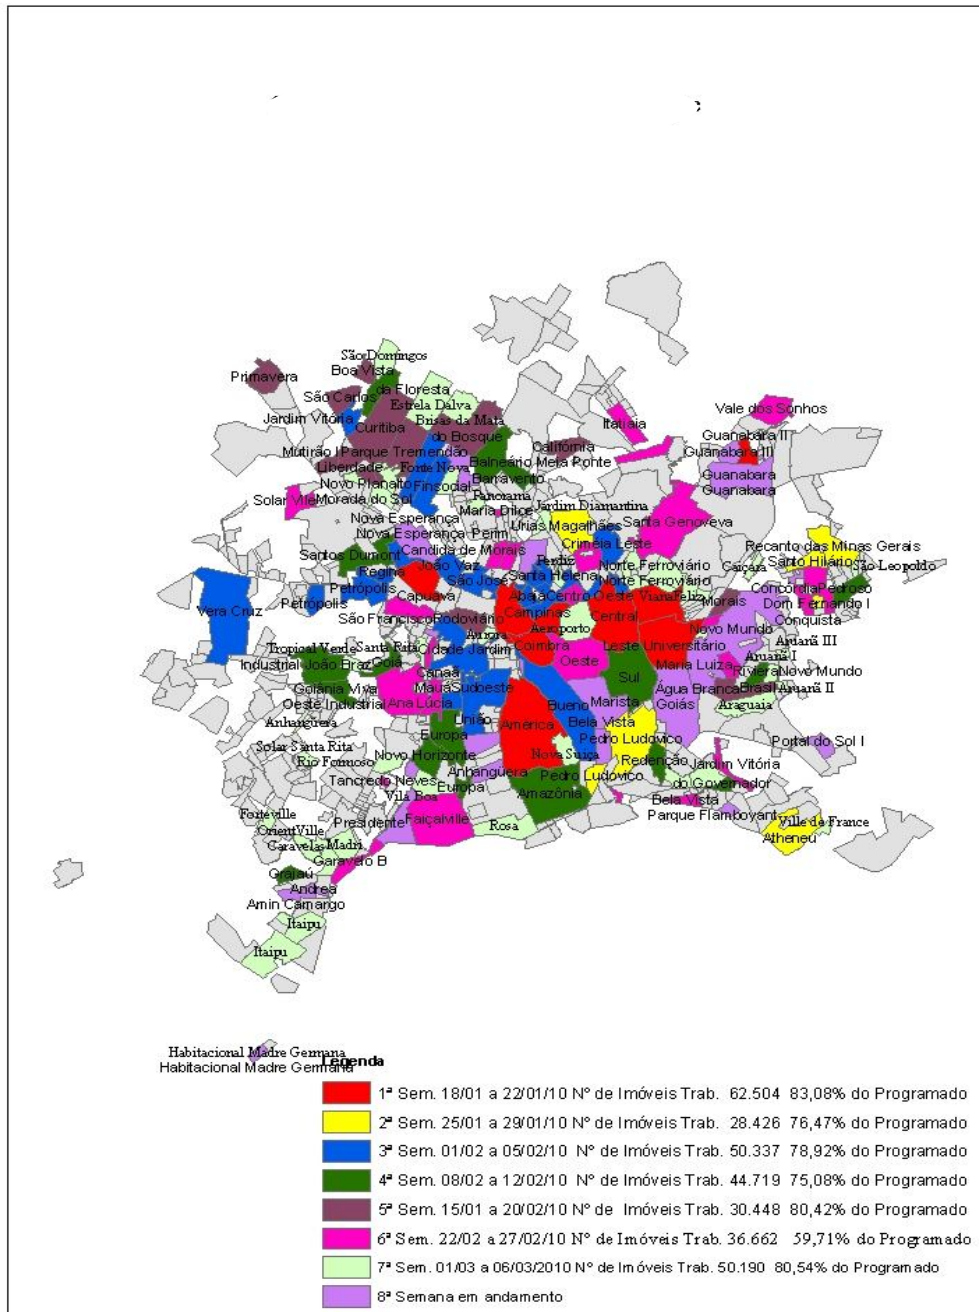 São Domingos
Boa Vista
Primavera
da Floresta
São Carlos
Estrela Dalva
Vale dos Sonhos
Jardim Vitória
Brisas da Mata
Itatiaia
Curitiba
do Bosque
Guanabara II
Mutirão I Parque Tremendão
California
Guanabara III
Liberdade
Fonte Nova
Balneário Meia Ponte
Novo Planalto
Finsocial
Barravento
Guanabara
Solar Ville
Morada do Sol
Panorama
Guanabara
Maria Dilce
Jardim Diamantina
Nova Esperança
Urias Magalhães
Santa Genoveva
Nova Esperança Perim
Criméia Leste
Recanto das Minas Gerais
Santos Dumont
Candida de Morais
João Vaz
Perdiz
Norte Ferroviário
Caiçara
Santo Hilário
São Leopoldo
Regina
São José
Santa Helena
Norte Ferroviário
Concórdia
Pedroso
Petrópolis
Petrópolis
Capuava
Abajá
Centro Oeste
Viana
Feliz
Morais
Dom Fernando I
Vera Cruz
São Francisco
Rodoviário
Campinas
Central
Conquista
Aurora
Aeroporto
Novo Mundo
Tropical Verde
Santa Rita
Cidade Jardim
Coimbra
Leste Universitário
Aruanã III
Industrial
João Braz
Goiá
Canaã
Oeste
Maria Luiza
Aruanã I
Goiânia Viva
Mauá
Sudoeste
Sul
Riviera
Novo Mundo
Oeste Industrial
Ana Lúcia
Bueno
Marista
Água Branca
Brasil
Aruanã II
Anhanguera
União
América
Bela Vista
Goiás
Araguaia
Solar Santa Rita
Europa
Pedro Ludovico
Portal do Sol I
Rio Formoso
Novo Horizonte
Nova Suiça
Redenção
Jardim Vitória
Tancredo Neves
Anhanguera
Pedro Ludovico
do Governador
Vila Boa
Europa
Amazônia
Bela Vista
Forteville
Presidente
Faiçalville
Rosa
Parque Flamboyant
Ville de France
OrientVille
Atheneu
Caravelas
Madri
Garavelo B
Grajaú
Andrea
Amin Camargo
Itaipu
Itaipu
Habitacional Madre Germana
Habitacional Madre Germana
Legenda
1ª Sem. 18/01 a 22/01/10 Nº de Imóveis Trab. 62.504 83,08% do Programado
2ª Sem. 25/01 a 29/01/10 Nº de Imóveis Trab. 28.426 76,47% do Programado
3ª Sem. 01/02 a 05/02/10 Nº de Imóveis Trab. 50.337 78,92% do Programado
4ª Sem. 08/02 a 12/02/10 Nº de Imóveis Trab. 44.719 75,08% do Programado
5ª Sem. 15/01 a 20/02/10 Nº de Imóveis Trab. 30.448 80,42% do Programado
6ª Sem. 22/02 a 27/02/10 Nº de Imóveis Trab. 36.662 59,71% do Programado
7ª Sem. 01/03 a 06/03/2010 Nº de Imóveis Trab. 50.190 80,54% do Programado
8ª Semana em andamento